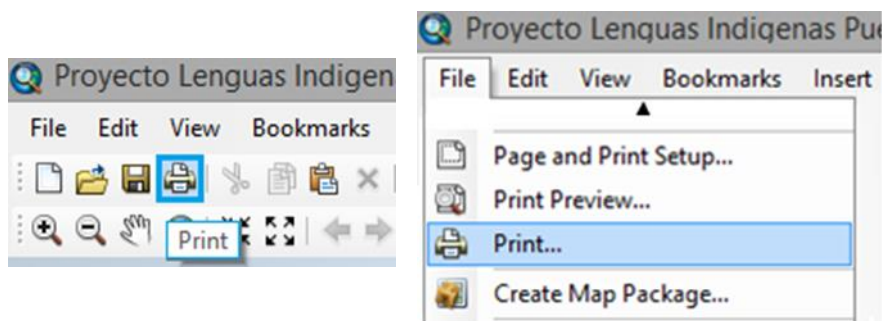 Proyecto Lenguas Indigen
File Edit View Bookmarks
Print
Proyecto Lenguas Indigenas Pue
File Edit View Bookmarks Insert
Page and Print Setup...
Print Preview...
Print...
Create Map Package...